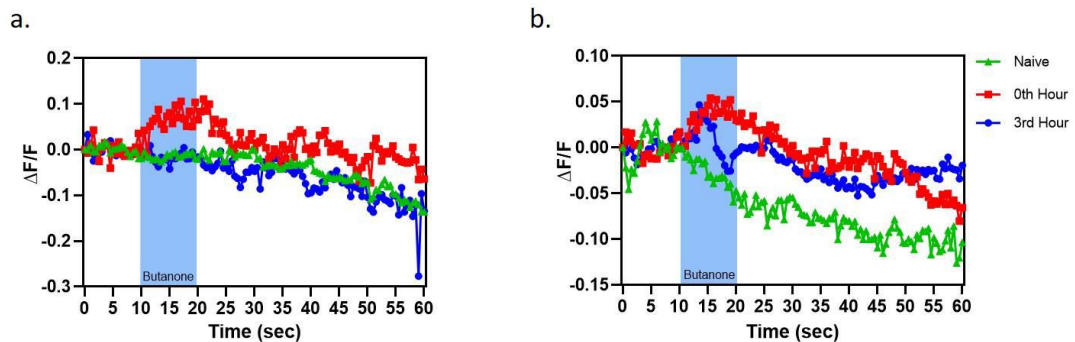 a.
b.
0.2
0.1
0.0
-0.1
-0.2
-0.3
ΔF/F
Butanone
0 5 10 15 20 25 30 35 40 45 50 55 60
Time (sec)
0.10
0.05
0.00
-0.05
-0.10
-0.15
ΔF/F
Butanone
0 5 10 15 20 25 30 35 40 45 50 55 60
Time (sec)
Naive
0th Hour
3rd Hour